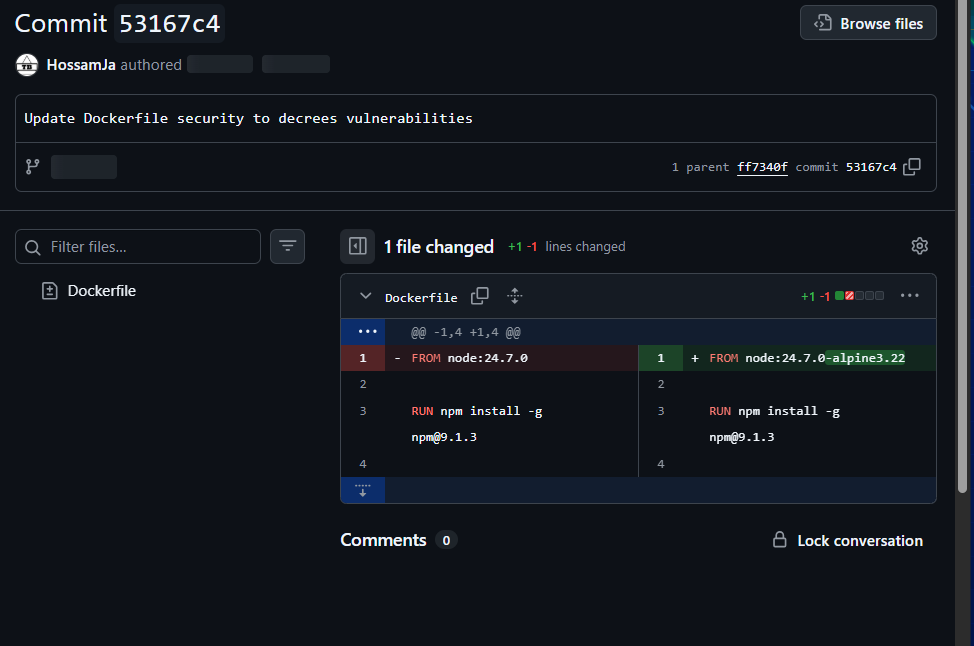 Commit 53167c4
Browse files
HossamJa authored
Update Dockerfile security to decrees vulnerabilities
1 parent ff7340f commit 53167c4
Filter files...
1 file changed +1 -1 lines changed
Dockerfile
Dockerfile
+1 -1
@@ -1,4 +1,4 @@
1 - FROM node:24.7.0
1 + FROM node:24.7.0-alpine3.22
2
2
3 RUN npm install -g
npm@9.1.3
3 RUN npm install -g
npm@9.1.3
4
4
Comments 0
Lock conversation